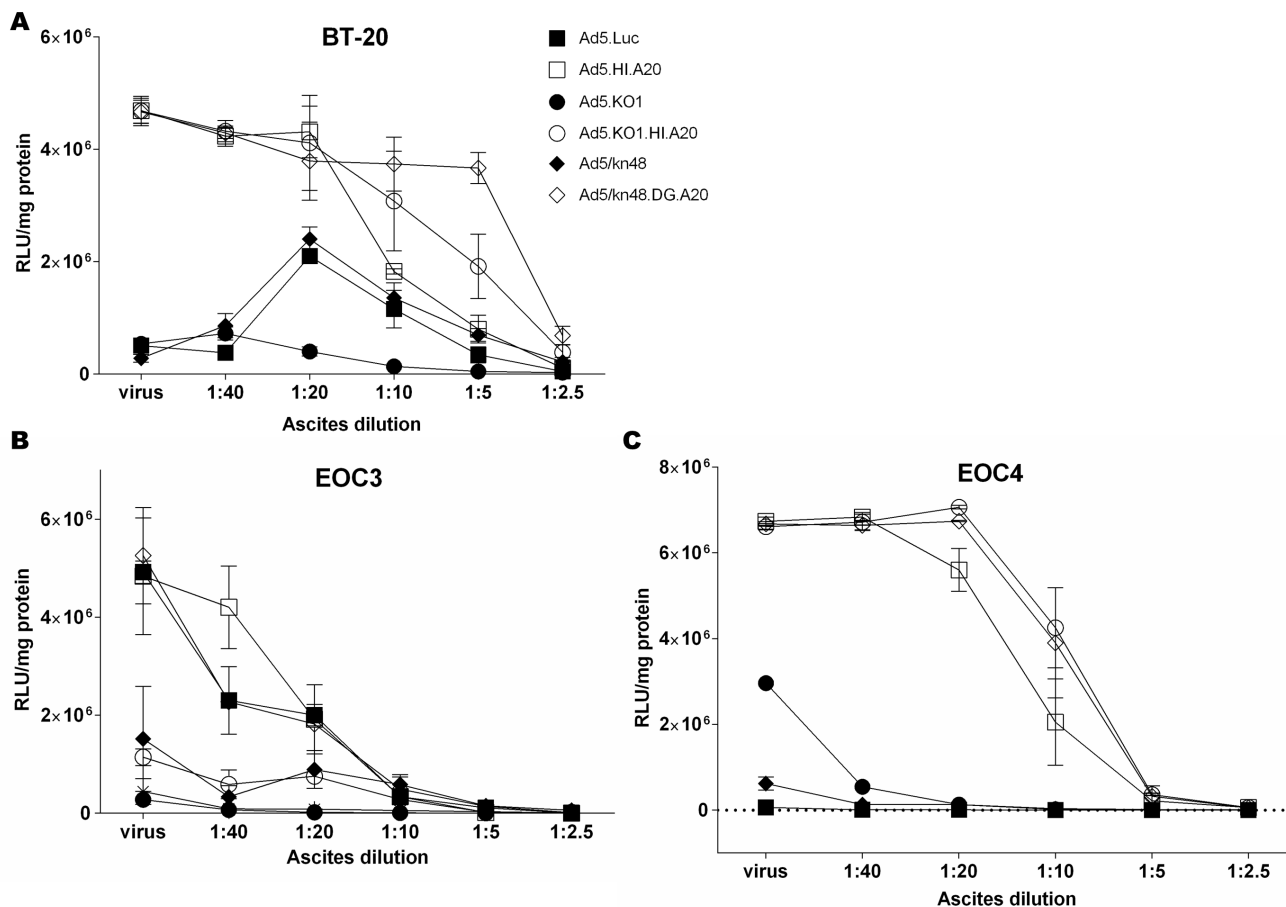 A
BT-20
6×10⁶
4×10⁶
2×10⁶
0
RLU/mg protein
virus 1:40 1:20 1:10 1:5 1:2.5
Ascites dilution
Ad5.Luc
Ad5.HI.A20
Ad5.KO1
Ad5.KO1.HI.A20
Ad5/kn48
Ad5/kn48.DG.A20
B
EOC3
6×10⁶
4×10⁶
2×10⁶
0
RLU/mg protein
virus 1:40 1:20 1:10 1:5 1:2.5
Ascites dilution
C
EOC4
8×10⁶
6×10⁶
4×10⁶
2×10⁶
0
RLU/mg protein
virus 1:40 1:20 1:10 1:5 1:2.5
Ascites dilution